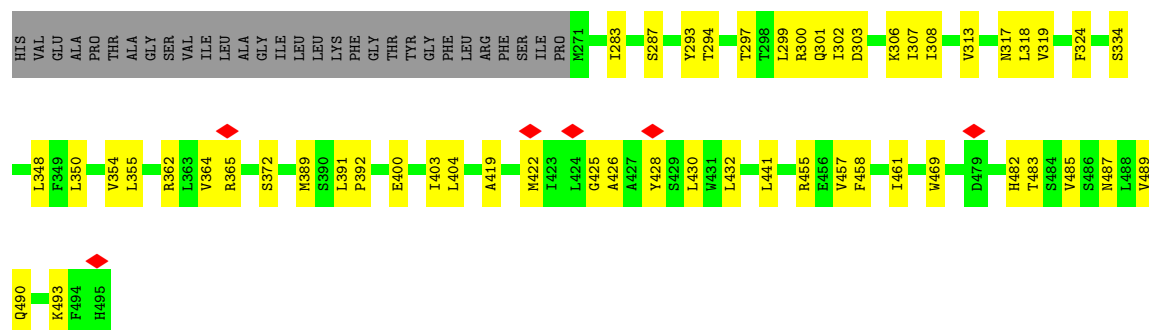 HIS VAL GLU ALA PRO THR ALA GLY SER VAL ILE LEU ALA GLY ILE LEU LEU LYS PHE GLY THR TYR GLY PHE LEU ARG PHE SER ILE PRO M271 I283 S287 Y293 T294 T297 T298 L299 R300 Q301 I302 D303 K306 I307 I308 V313 N317 L318 V319 F324 S334
L348 F349 L350 V354 L355 R362 L363 V364 R365 S372 M389 S390 L391 P392 E400 I403 L404 A419 M422 I423 L424 G425 A426 A427 Y428 S429 L430 W431 L432 L441 R455 E456 V457 F458 I461 W469 D479 H482 T483 S484 V485 S486 N487 L488 V489
Q490 K493 F494 H495